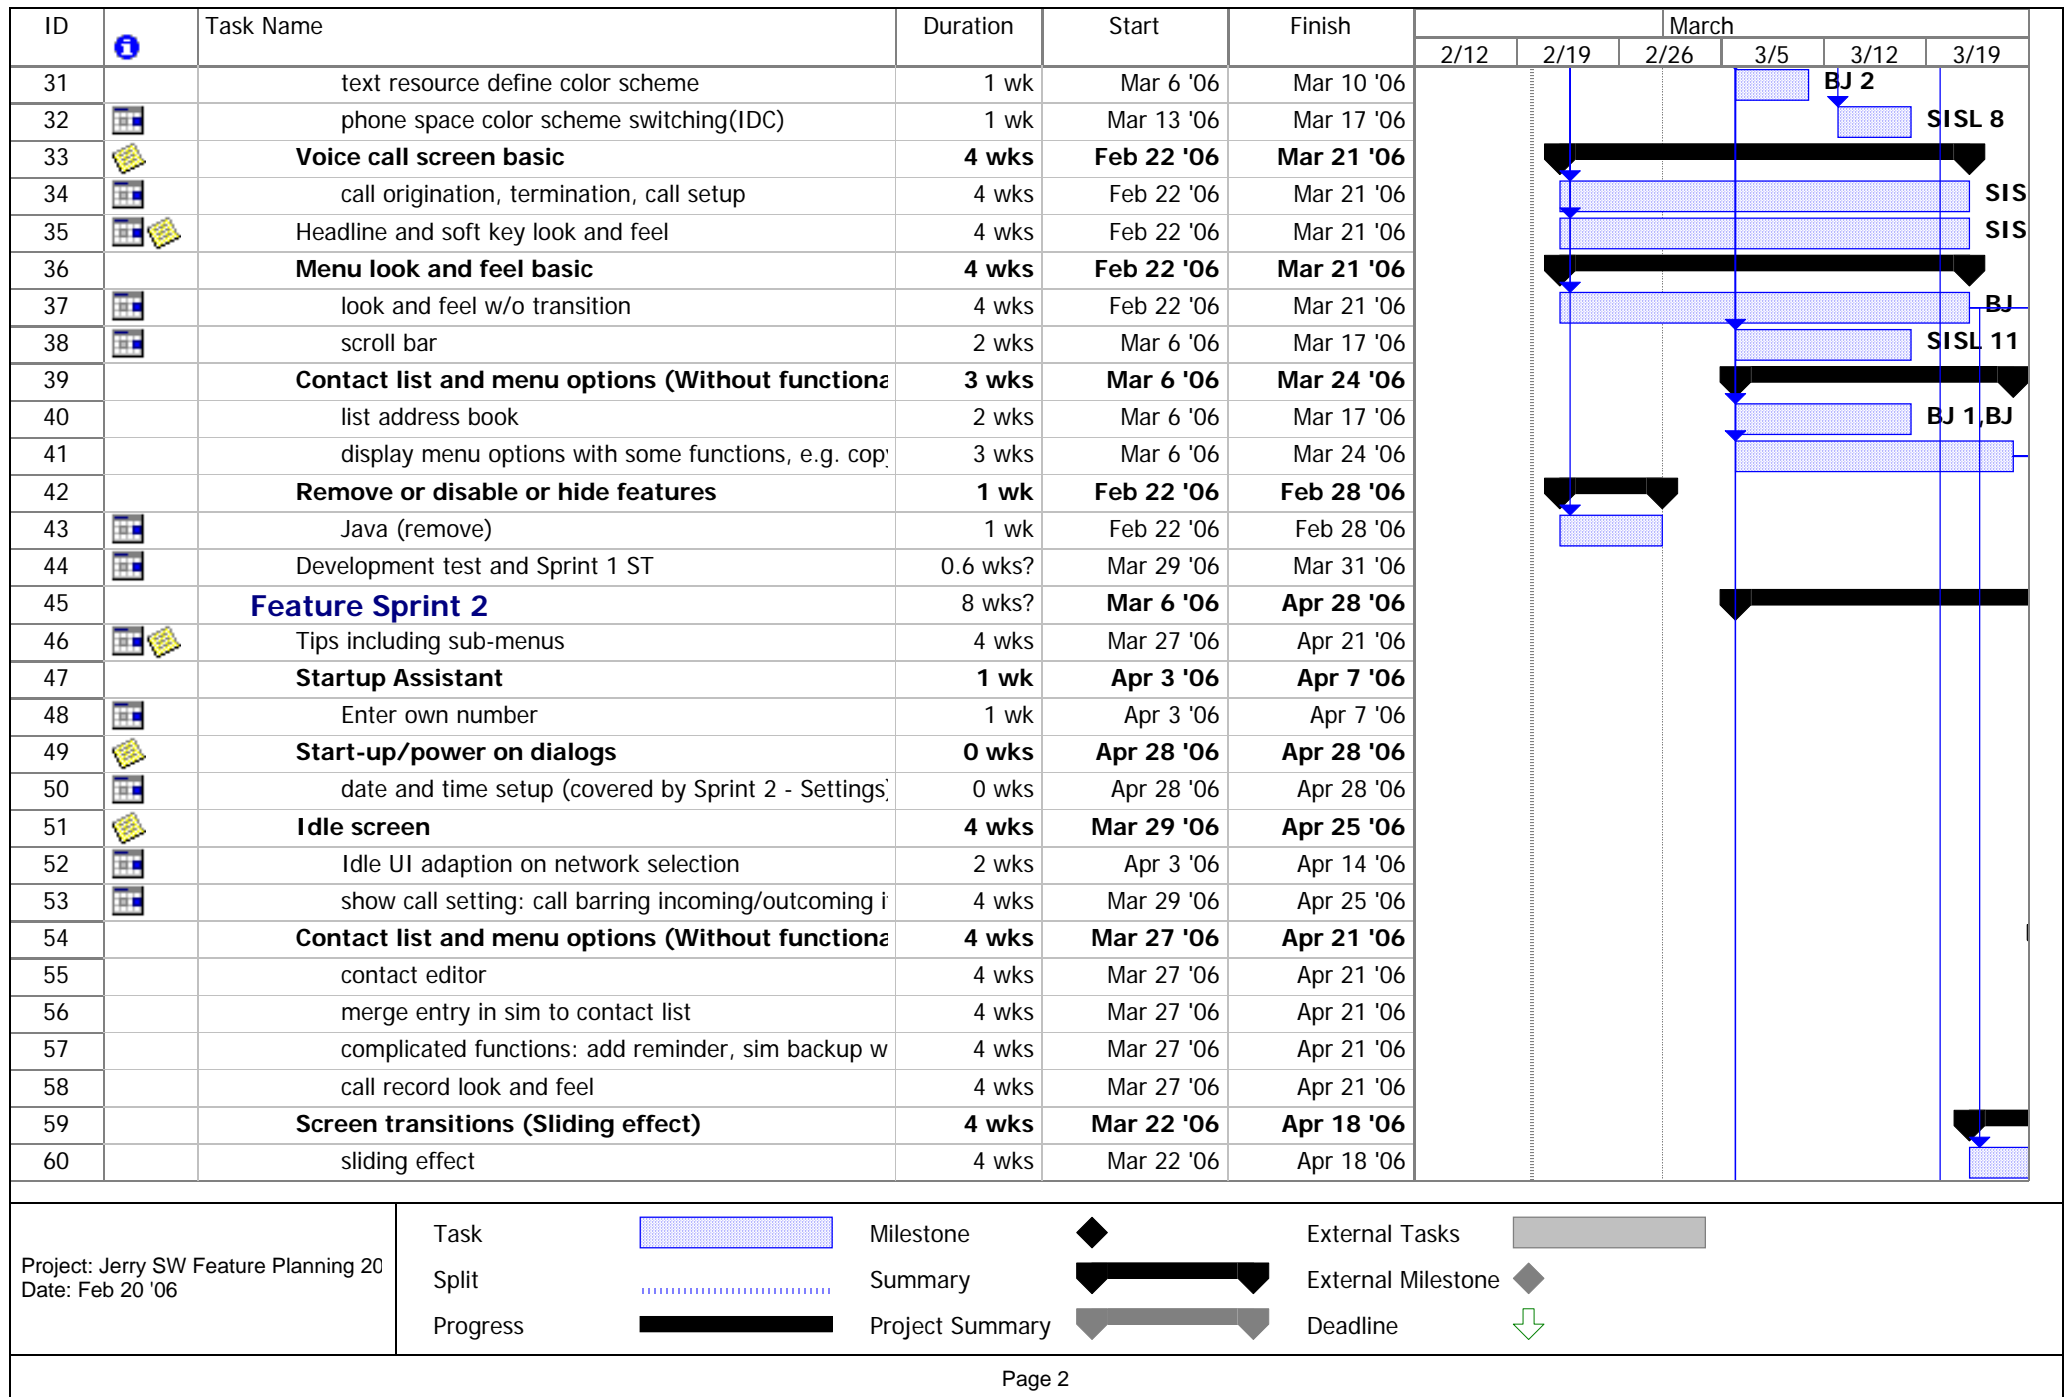 ID Task Name Duration Start Finish March
2/12 2/19 2/26 3/5 3/12 3/19
31 text resource define color scheme 1 wk Mar 6 '06 Mar 10 '06 BJ 2
32 phone space color scheme switching(IDC) 1 wk Mar 13 '06 Mar 17 '06 SISL 8
33 Voice call screen basic 4 wks Feb 22 '06 Mar 21 '06
34 call origination, termination, call setup 4 wks Feb 22 '06 Mar 21 '06 SIS
35 Headline and soft key look and feel 4 wks Feb 22 '06 Mar 21 '06 SIS
36 Menu look and feel basic 4 wks Feb 22 '06 Mar 21 '06
37 look and feel w/o transition 4 wks Feb 22 '06 Mar 21 '06 BJ
38 scroll bar 2 wks Mar 6 '06 Mar 17 '06 SISL 11
39 Contact list and menu options (Without functiona 3 wks Mar 6 '06 Mar 24 '06
40 list address book 2 wks Mar 6 '06 Mar 17 '06 BJ 1,BJ
41 display menu options with some functions, e.g. copy 3 wks Mar 6 '06 Mar 24 '06
42 Remove or disable or hide features 1 wk Feb 22 '06 Feb 28 '06
43 Java (remove) 1 wk Feb 22 '06 Feb 28 '06
44 Development test and Sprint 1 ST 0.6 wks? Mar 29 '06 Mar 31 '06
45 Feature Sprint 2 8 wks? Mar 6 '06 Apr 28 '06
46 Tips including sub-menus 4 wks Mar 27 '06 Apr 21 '06
47 Startup Assistant 1 wk Apr 3 '06 Apr 7 '06
48 Enter own number 1 wk Apr 3 '06 Apr 7 '06
49 Start-up/power on dialogs 0 wks Apr 28 '06 Apr 28 '06
50 date and time setup (covered by Sprint 2 - Settings) 0 wks Apr 28 '06 Apr 28 '06
51 Idle screen 4 wks Mar 29 '06 Apr 25 '06
52 Idle UI adaption on network selection 2 wks Apr 3 '06 Apr 14 '06
53 show call setting: call barring incoming/outcoming i 4 wks Mar 29 '06 Apr 25 '06
54 Contact list and menu options (Without functiona 4 wks Mar 27 '06 Apr 21 '06
55 contact editor 4 wks Mar 27 '06 Apr 21 '06
56 merge entry in sim to contact list 4 wks Mar 27 '06 Apr 21 '06
57 complicated functions: add reminder, sim backup w 4 wks Mar 27 '06 Apr 21 '06
58 call record look and feel 4 wks Mar 27 '06 Apr 21 '06
59 Screen transitions (Sliding effect) 4 wks Mar 22 '06 Apr 18 '06
60 sliding effect 4 wks Mar 22 '06 Apr 18 '06
Project: Jerry SW Feature Planning 20
Date: Feb 20 '06
Task Milestone External Tasks
Split Summary External Milestone
Progress Project Summary Deadline
Page 2